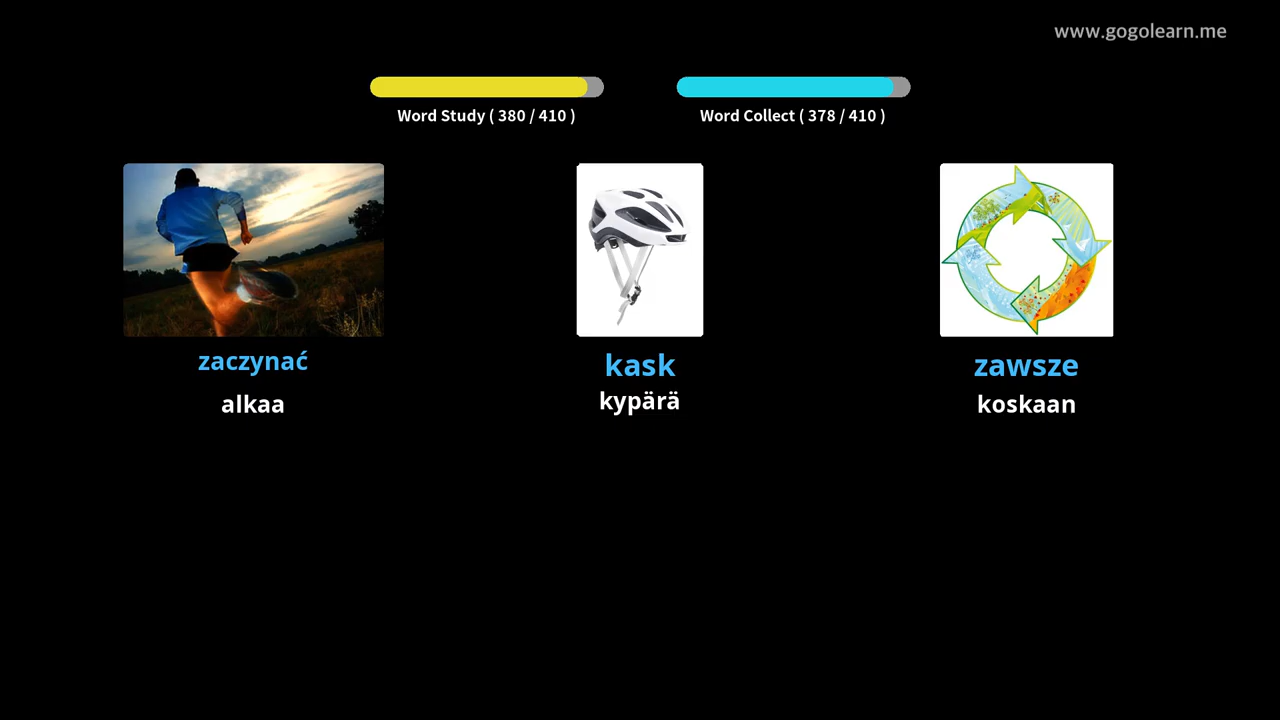 www.gogolearn.me
Word Study ( 380 / 410 )
Word Collect ( 378 / 410 )
zaczynać
kask
zawsze
alkaa
kypärä
koskaan